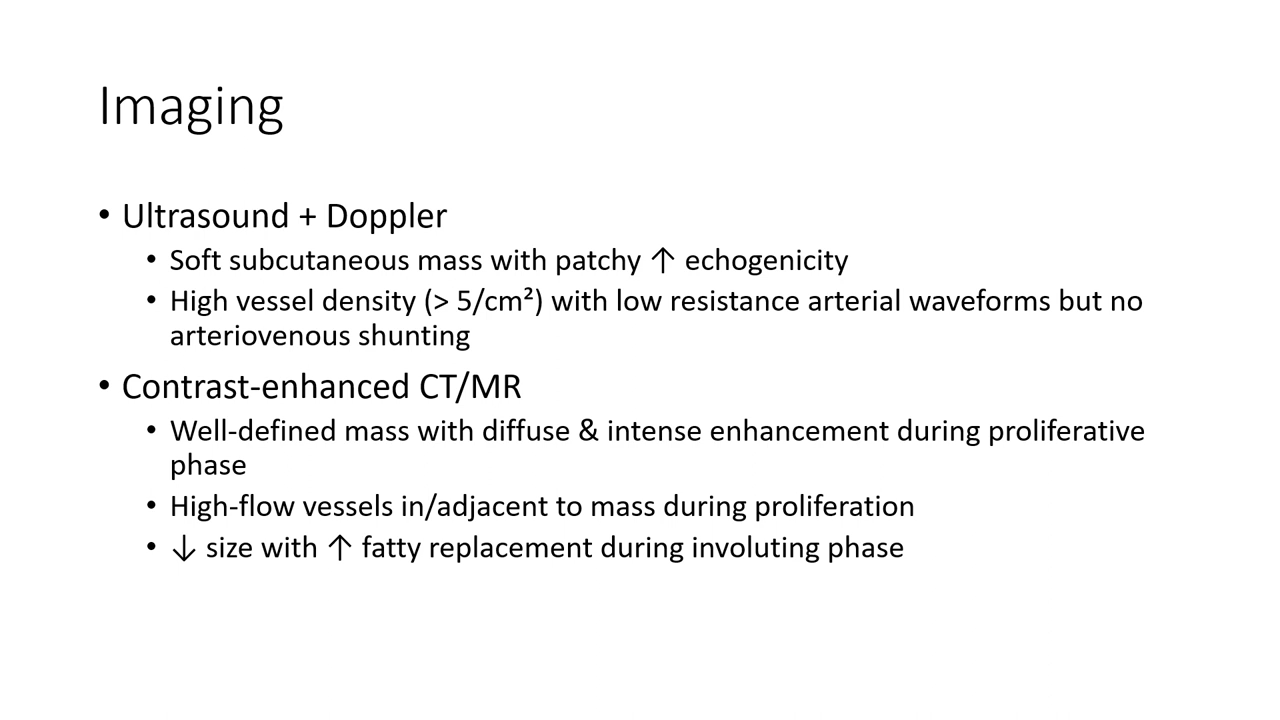 Imaging
• Ultrasound + Doppler
• Soft subcutaneous mass with patchy ↑ echogenicity
• High vessel density (> 5/cm²) with low resistance arterial waveforms but no
arteriovenous shunting
• Contrast-enhanced CT/MR
• Well-defined mass with diffuse & intense enhancement during proliferative
phase
• High-flow vessels in/adjacent to mass during proliferation
• ↓ size with ↑ fatty replacement during involuting phase